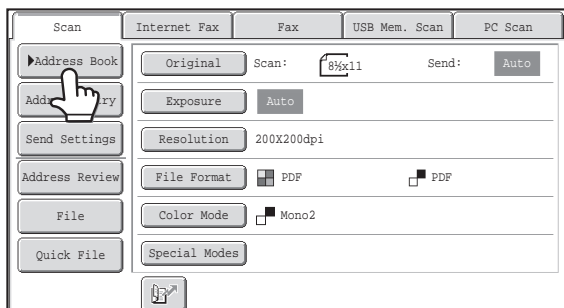 Scan Internet Fax Fax USB Mem. Scan PC Scan
Address Book
Original Scan: 8½x11 Send: Auto
Exposure Auto
Send Settings
Resolution 200X200dpi
Address Review
File Format PDF PDF
File
Color Mode Mono2
Quick File
Special Modes